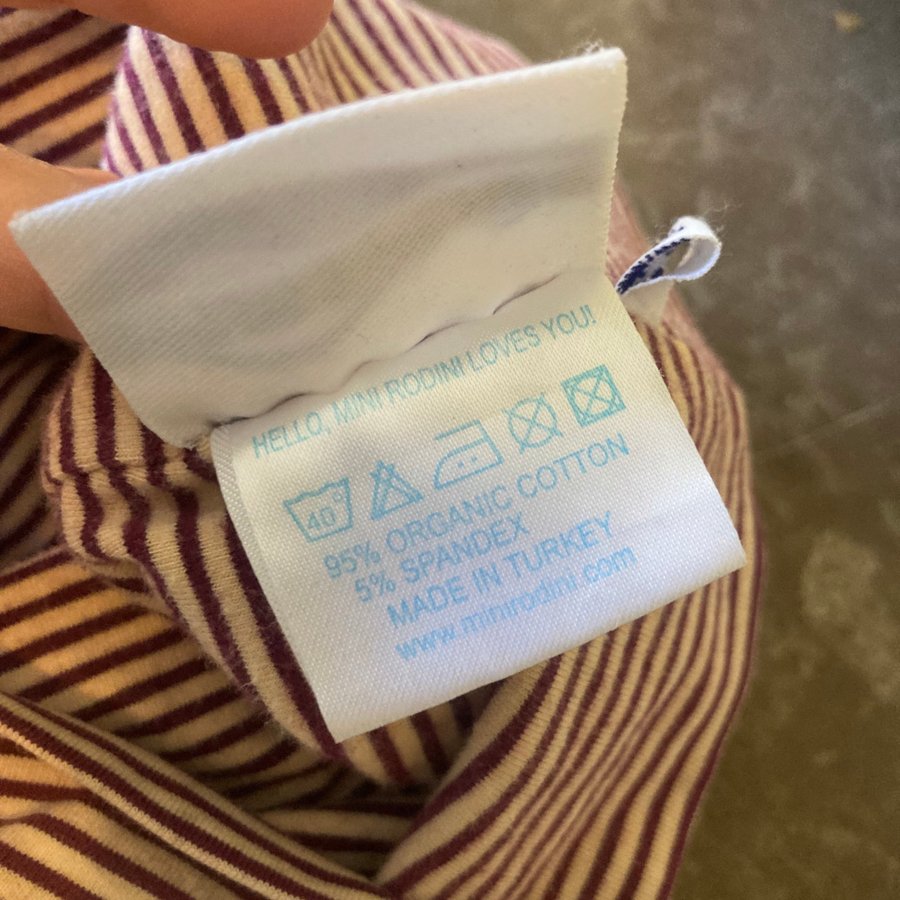 HELLO, MINI RODINI LOVES YOU!
40
95% ORGANIC COTTON
5% SPANDEX
MADE IN TURKEY
www.minirodini.com